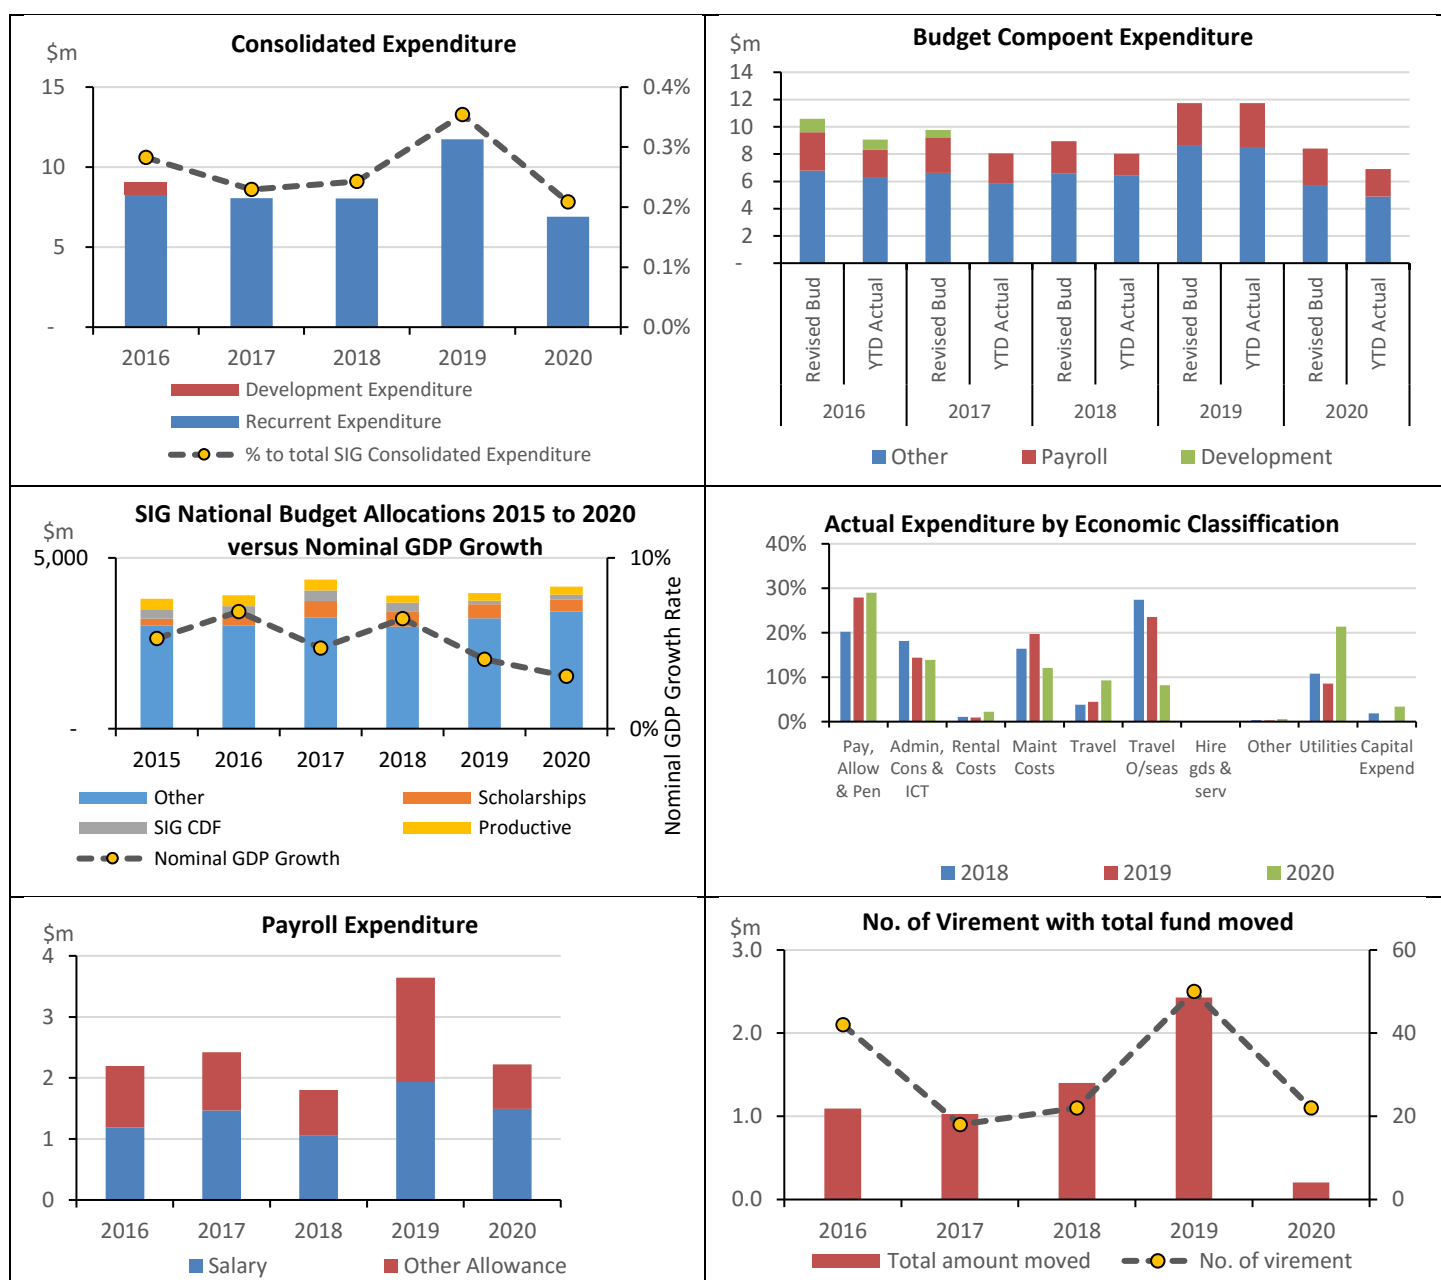 Consolidated Expenditure
$m
15
10
5
-
0.4%
0.3%
0.2%
0.1%
0.0%
2016 2017 2018 2019 2020
Development Expenditure
Recurrent Expenditure
% to total SIG Consolidated Expenditure
Budget Compoent Expenditure
$m
14
12
10
8
6
4
2
-
Revised Bud YTD Actual Revised Bud YTD Actual Revised Bud YTD Actual Revised Bud YTD Actual Revised Bud YTD Actual
2016 2017 2018 2019 2020
Other Payroll Development
SIG National Budget Allocations 2015 to 2020
versus Nominal GDP Growth
$m
5,000
-
10%
0%
Nominal GDP Growth Rate
2015 2016 2017 2018 2019 2020
Other Scholarships
SIG CDF Productive
Nominal GDP Growth
Actual Expenditure by Economic Classiffication
40%
30%
20%
10%
0%
Pay, Admin, Rental Maint Travel Travel Hire Other Utilities Capital
Allow Cons & Costs Costs O/seas gds & Expend
& Pen ICT serv
2018 2019 2020
Payroll Expenditure
$m
4
3
2
1
0
2016 2017 2018 2019 2020
Salary Other Allowance
No. of Virement with total fund moved
$m
3.0
2.0
1.0
0.0
60
40
20
0
2016 2017 2018 2019 2020
Total amount moved No. of virement